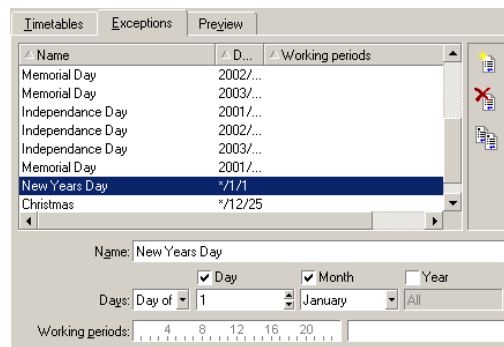 Timetables Exceptions Preview
Name D... Working periods
Memorial Day 2002/...
Memorial Day 2003/...
Independance Day 2001/...
Independance Day 2002/...
Independance Day 2003/...
Memorial Day 2001/...
New Years Day */1/1
Christmas */12/25
Name: New Years Day
Day Month Year
Days: Day of 1 January All
Working periods: 4 8 12 16 20